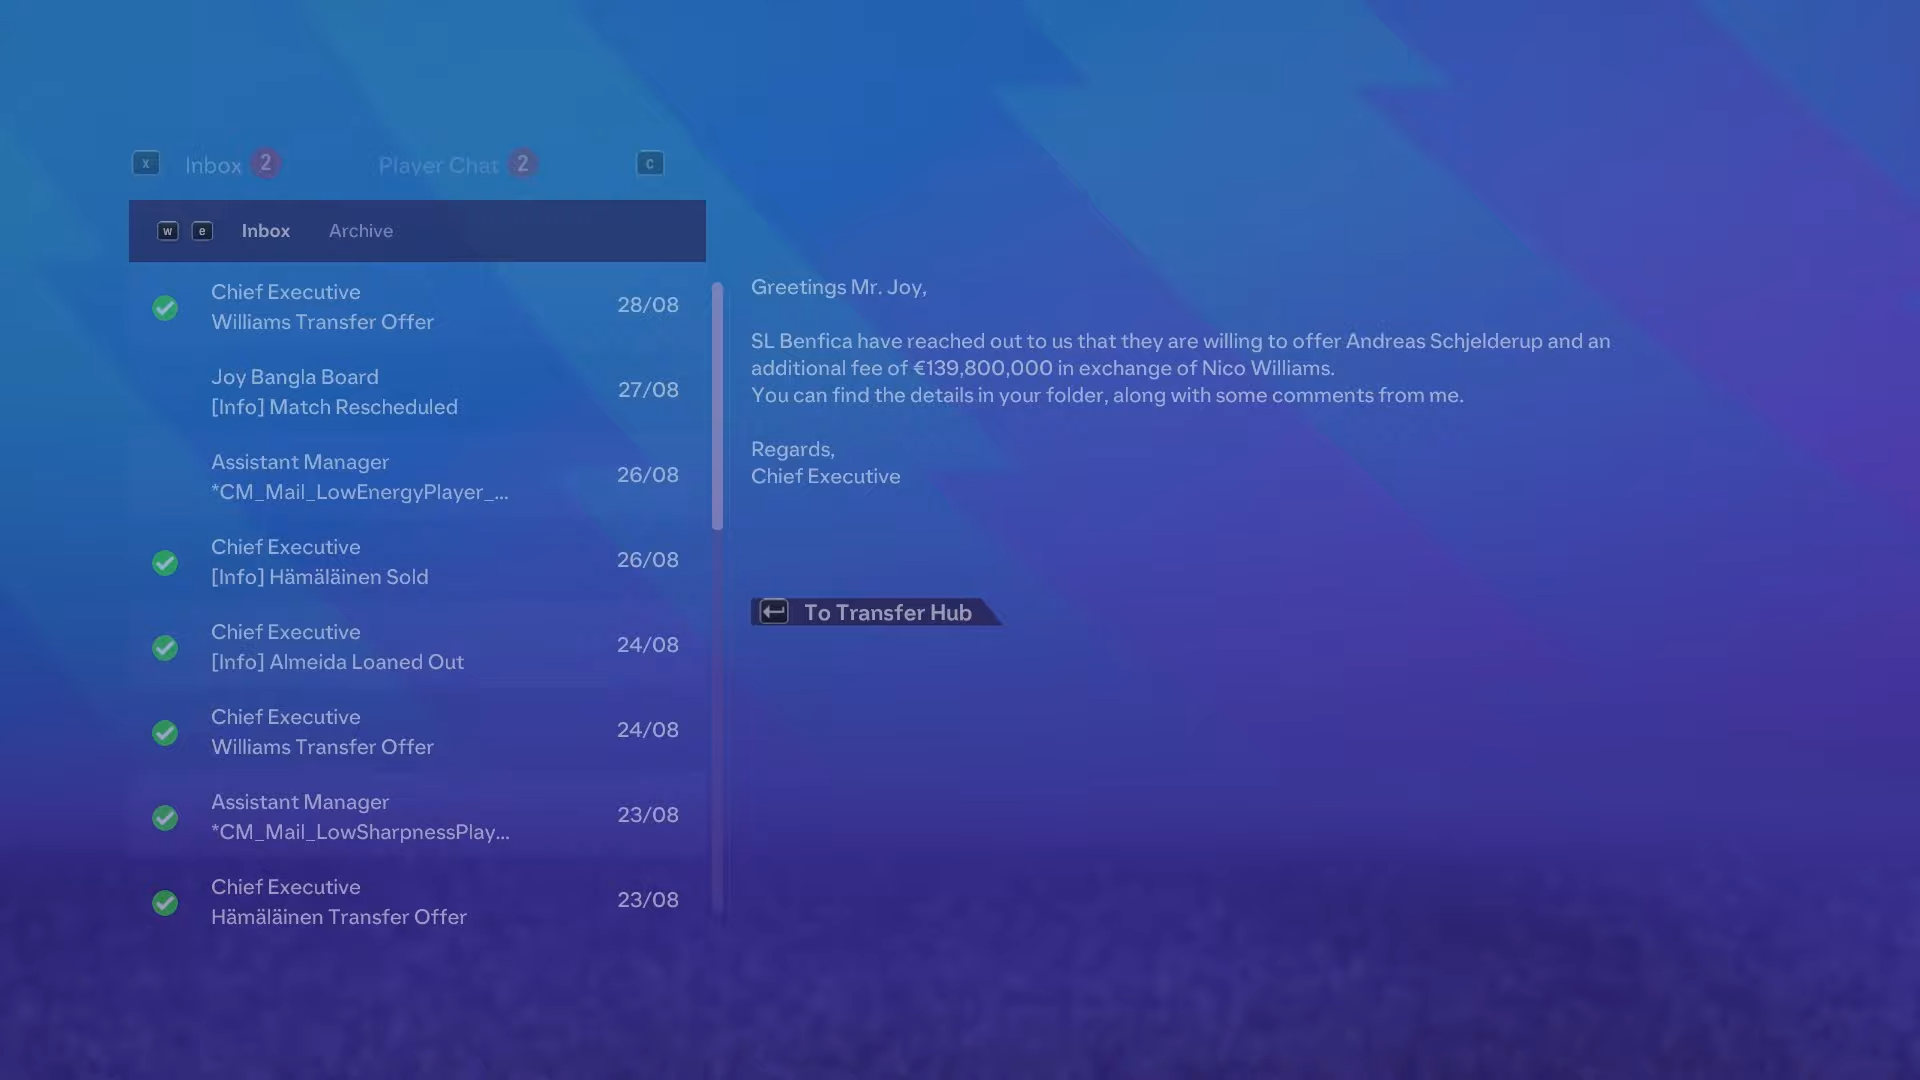 x Inbox 2 Player Chat 2 c
w e Inbox Archive
Chief Executive
Williams Transfer Offer
28/08
Joy Bangla Board
[Info] Match Rescheduled
27/08
Assistant Manager
*CM_Mail_LowEnergyPlayer_...
26/08
Chief Executive
[Info] Hämäläinen Sold
26/08
Chief Executive
[Info] Almeida Loaned Out
24/08
Chief Executive
Williams Transfer Offer
24/08
Assistant Manager
*CM_Mail_LowSharpnessPlay...
23/08
Chief Executive
Hämäläinen Transfer Offer
23/08
Greetings Mr. Joy,
SL Benfica have reached out to us that they are willing to offer Andreas Schjelderup and an
additional fee of €139,800,000 in exchange of Nico Williams.
You can find the details in your folder, along with some comments from me.
Regards,
Chief Executive
To Transfer Hub